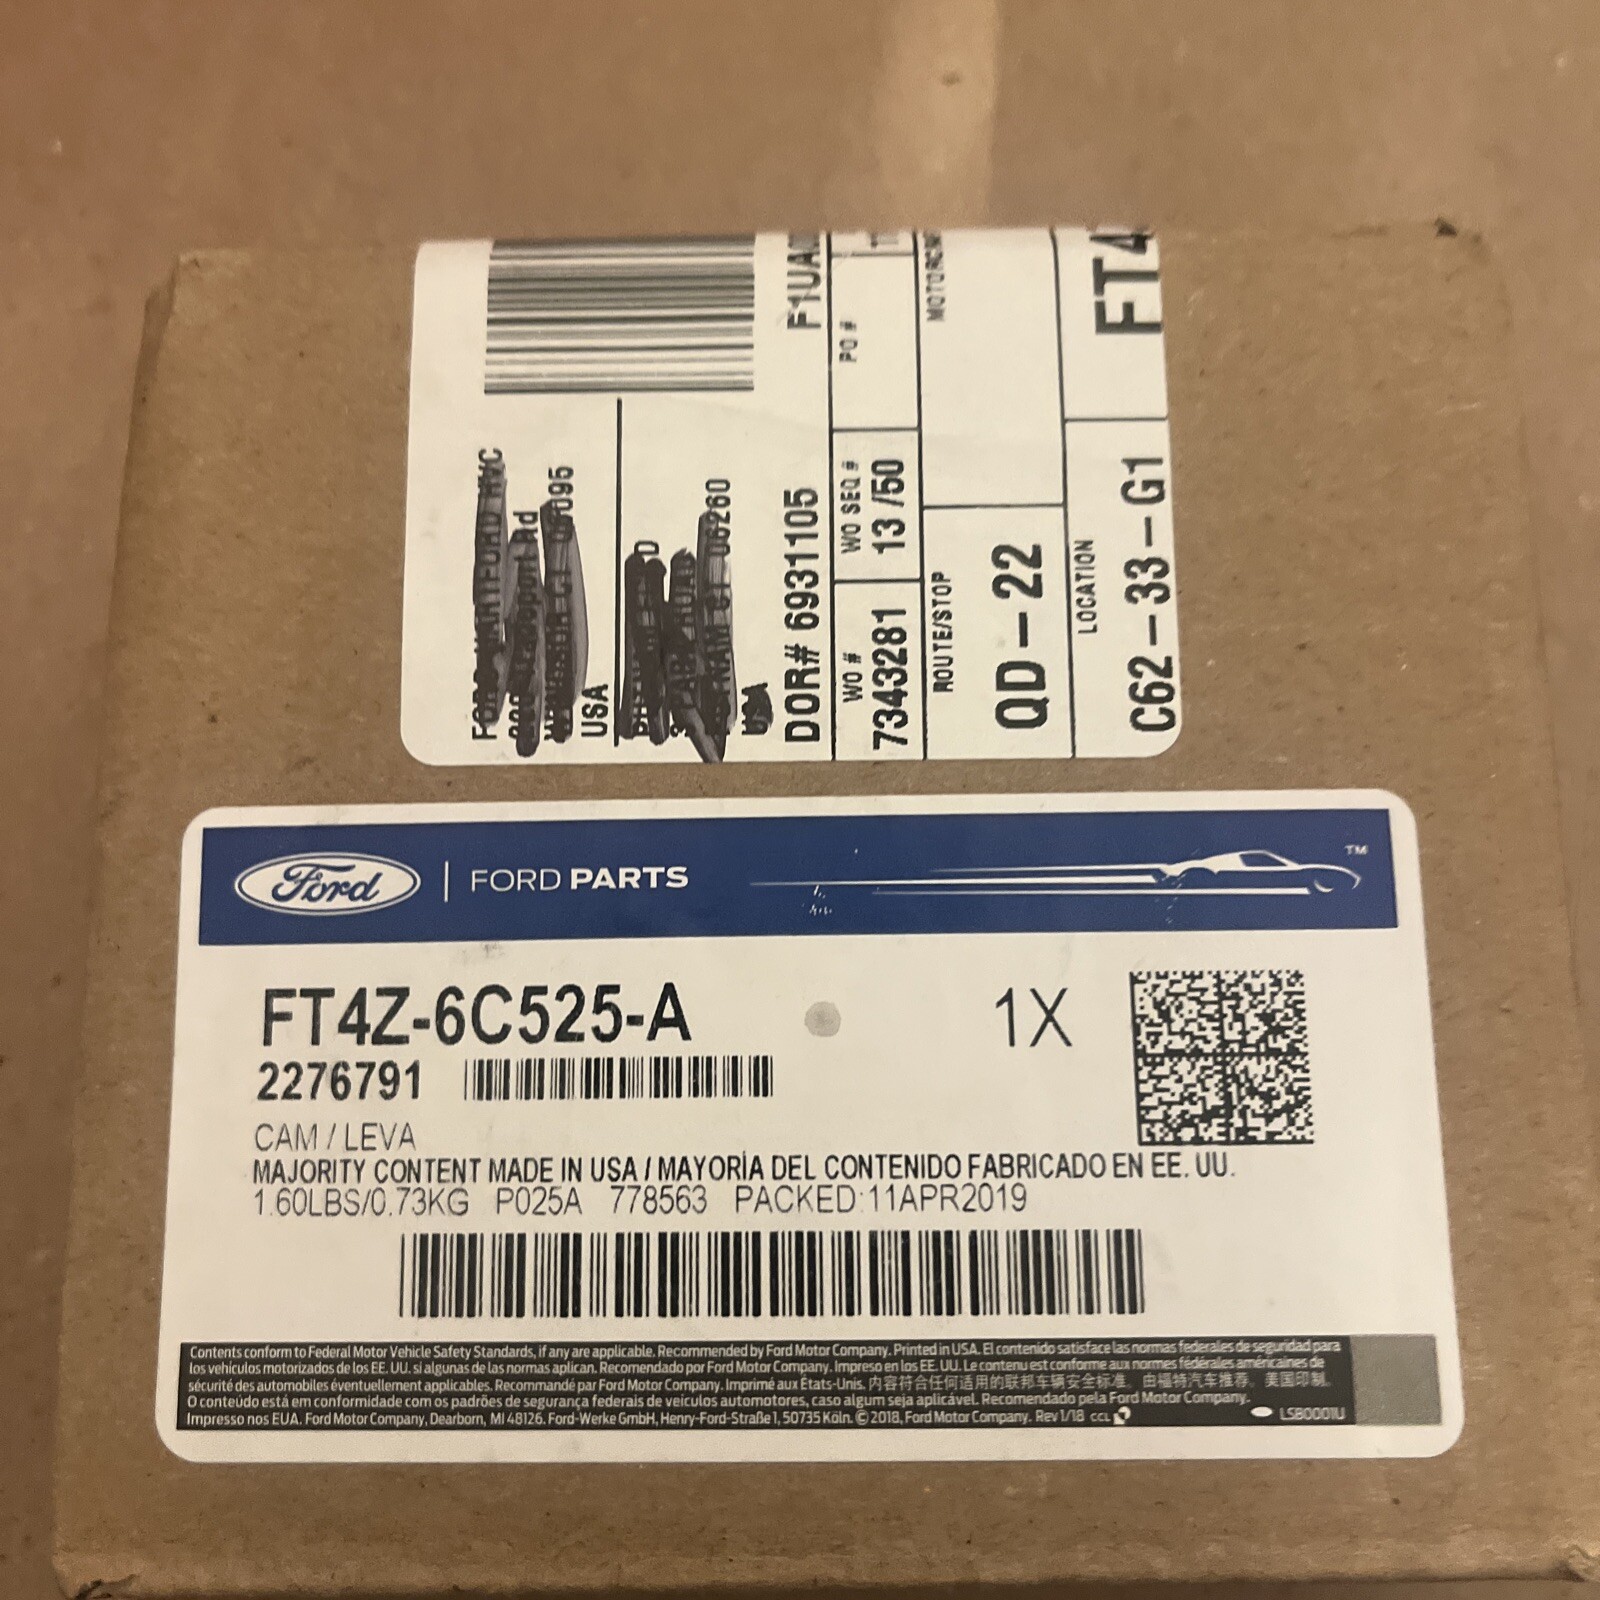 USA
DOR# 6931105
F1UA0
WO #
7343281
WO SEQ #
13 /50
PO #
ROUTE/STOP
QD-22
LOCATION
C62-33-G1
FT4
Ford | FORD PARTS ™
FT4Z-6C525-A 1X
2276791
CAM / LEVA
MAJORITY CONTENT MADE IN USA / MAYORÍA DEL CONTENIDO FABRICADO EN EE. UU.
1.60LBS/0.73KG P025A 778563 PACKED:11APR2019
Contents conform to Federal Motor Vehicle Safety Standards, if any are applicable. Recommended by Ford Motor Company. Printed in USA. El contenido satisface las normas federales de seguridad para
los vehículos motorizados de los EE. UU. si algunas de las normas aplican. Recomendado por Ford Motor Company. Impreso en los EE. UU. Le contenu est conforme aux normes fédérales américaines de
sécurité des automobiles éventuellement applicables. Recommandé par Ford Motor Company. Imprimé aux États-Unis. 内容符合任何适用的联邦车辆安全标准。由福特汽车推荐。美国印制。
O conteúdo está em conformidade com os padrões de segurança federais de veículos automotores, caso algum seja aplicável. Recomendado pela Ford Motor Company.
Impresso nos EUA. Ford Motor Company, Dearborn, MI 48126. Ford-Werke GmbH, Henry-Ford-Straße 1, 50735 Köln. © 2018, Ford Motor Company. Rev 1/18 CCL LSB0001U